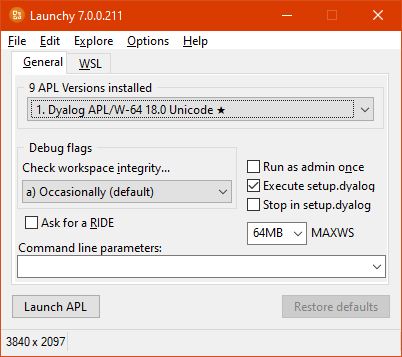 Launchy 7.0.0.211
File Edit Explore Options Help
General WSL
9 APL Versions installed
1. Dyalog APL/W-64 18.0 Unicode ★
Debug flags
Check workspace integrity...
a) Occasionally (default)
Run as admin once
Execute setup.dyalog
Stop in setup.dyalog
Ask for a RIDE
64MB MAXWS
Command line parameters:
Launch APL Restore defaults
3840 x 2097